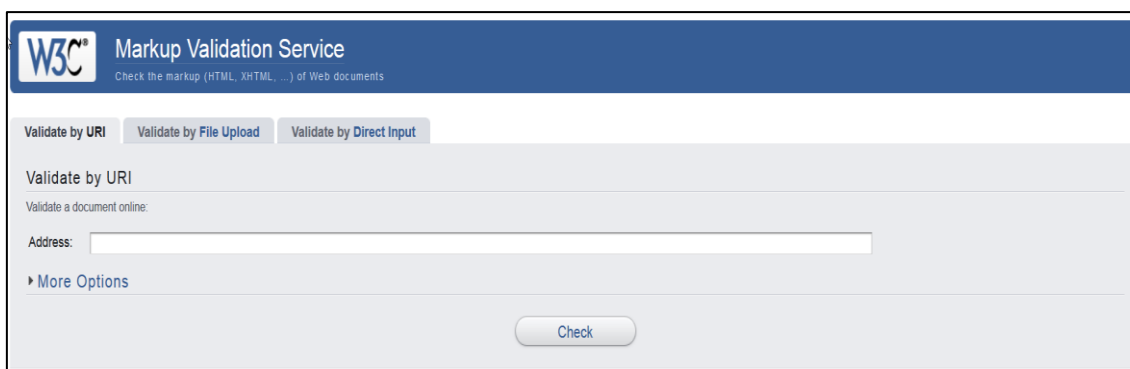 W3C®
Markup Validation Service
Check the markup (HTML, XHTML, ...) of Web documents
Validate by URI Validate by File Upload Validate by Direct Input
Validate by URI
Validate a document online:
Address:
More Options
Check